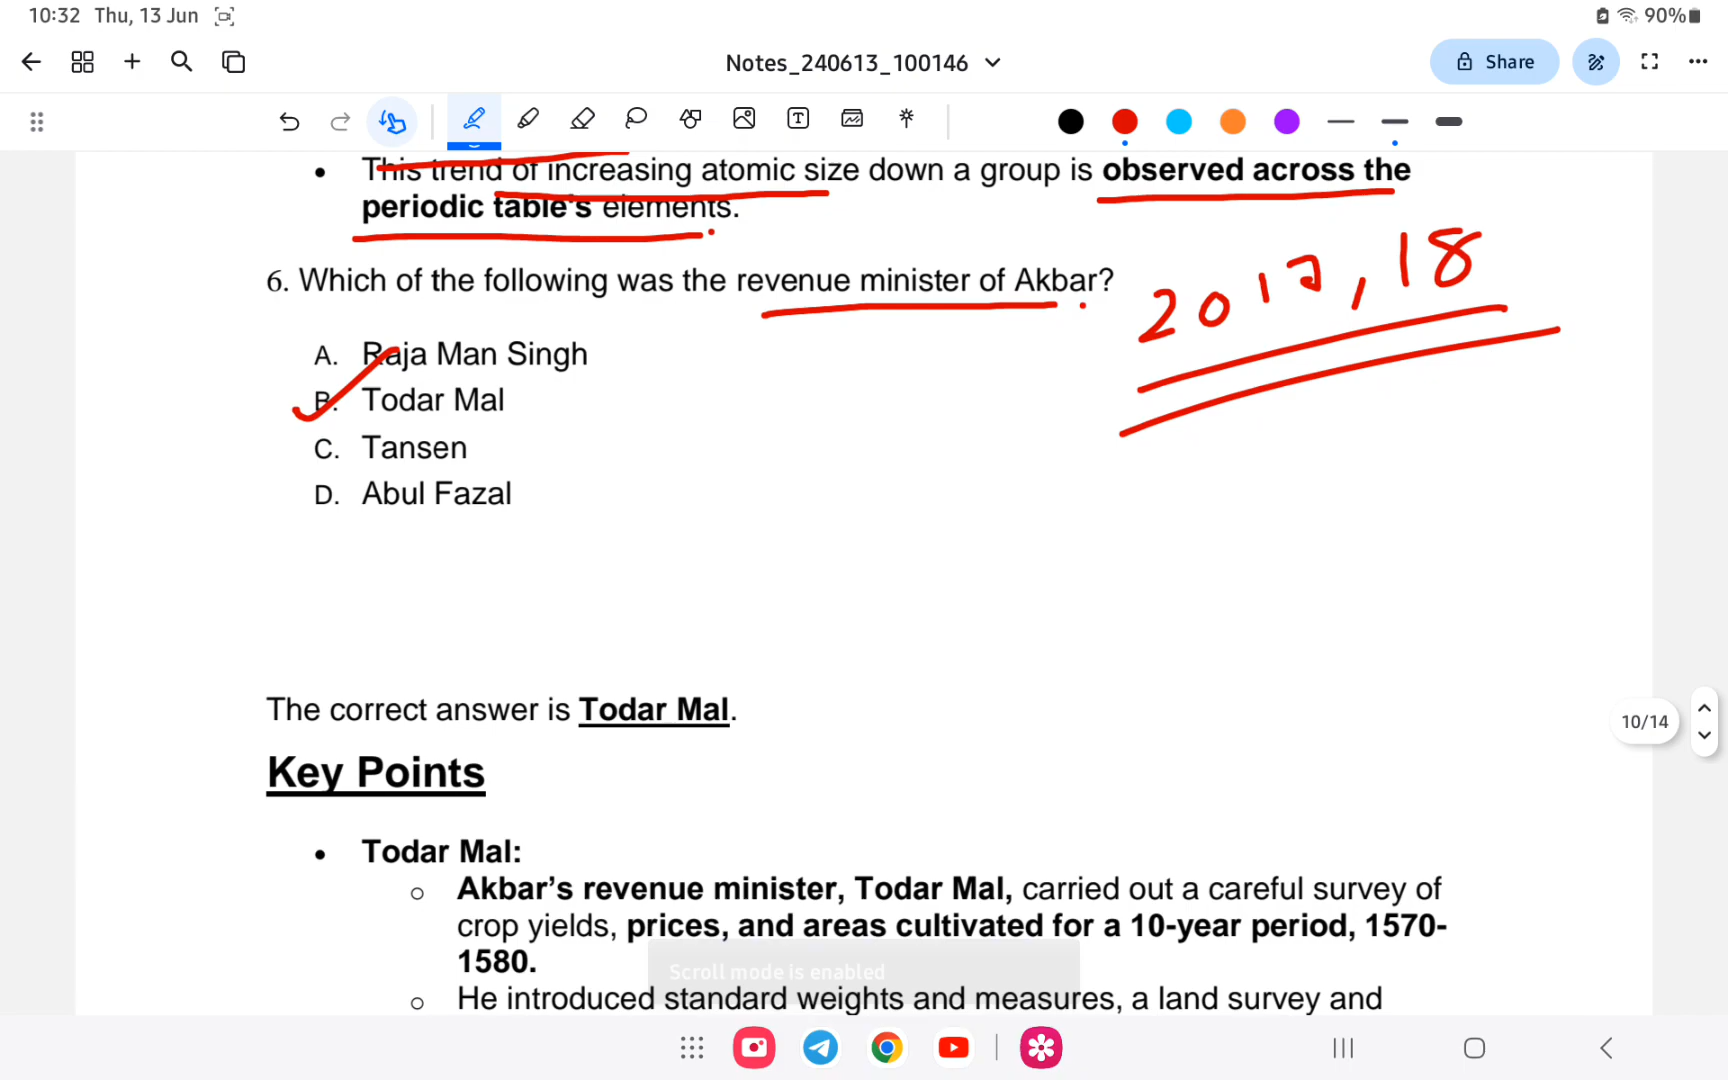 10:32 Thu, 13 Jun 90%
Notes_240613_100146 Share
This trend of increasing atomic size down a group is observed across the
periodic table's elements.
6. Which of the following was the revenue minister of Akbar?
2017, 18
A. Raja Man Singh
B. Todar Mal
C. Tansen
D. Abul Fazal
The correct answer is Todar Mal.
10/14
Key Points
Todar Mal:
Akbar’s revenue minister, Todar Mal, carried out a careful survey of
crop yields, prices, and areas cultivated for a 10-year period, 1570-
1580.
Scroll mode is enabled
He introduced standard weights and measures, a land survey and